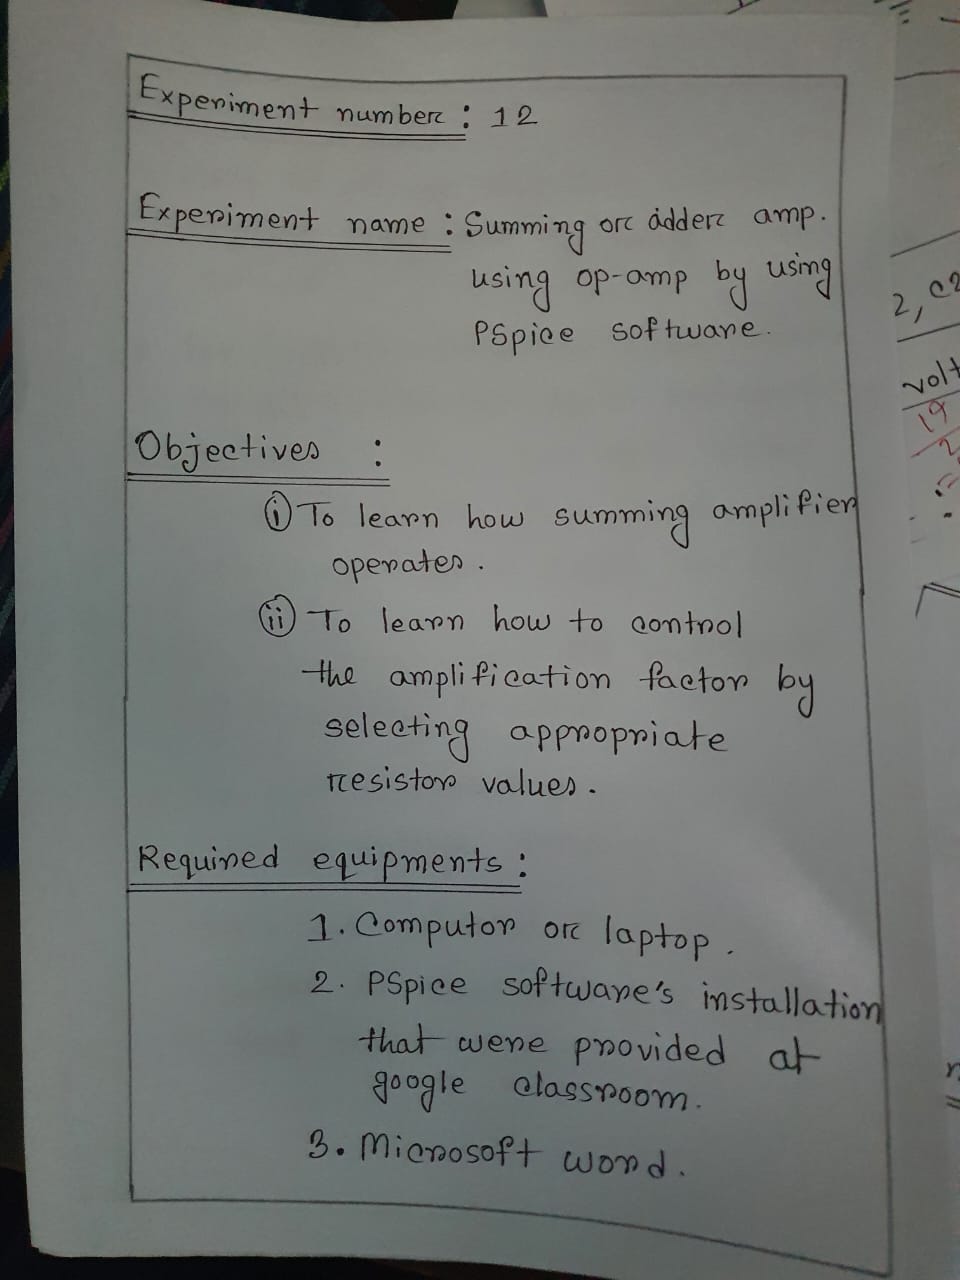 Experiment number : 12
Experiment name : Summing or adder amp.
using op-amp by using
PSpice software.
Objectives :
(i) To learn how summing amplifier
operates.
(ii) To learn how to control
the amplification factor by
selecting appropriate
resistor values.
Required equipments :
1. Computor or laptop.
2. PSpice software's installation
that were provided at
google classroom.
3. Microsoft word.
2, c2
volt
19
2